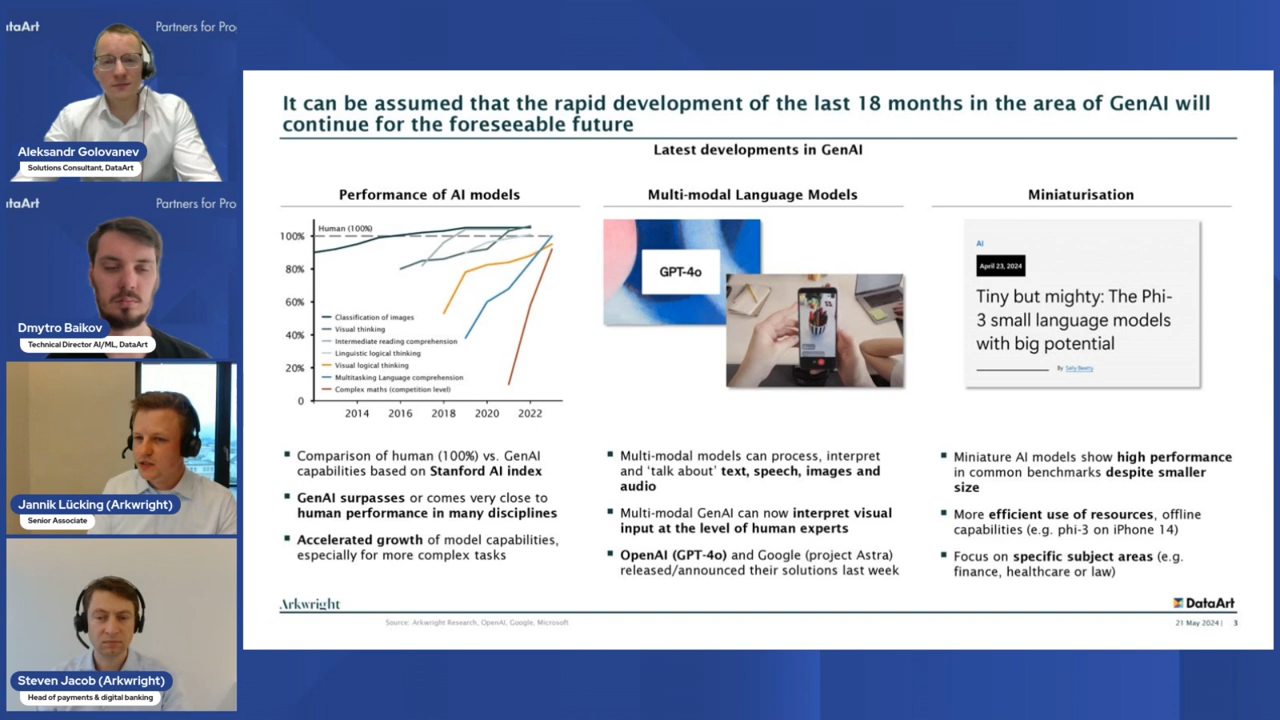 itaArt
Partners for Pro
Aleksandr Golovanev
Solutions Consultant, DataArt
itaArt
Partners for Pro
Dmytro Baikov
Technical Director AI/ML, DataArt
Jannik Lücking (Arkwright)
Senior Associate
Steven Jacob (Arkwright)
Head of payments & digital banking
It can be assumed that the rapid development of the last 18 months in the area of GenAI will
continue for the foreseeable future
Latest developments in GenAI
Performance of AI models
Human (100%)
100%
80%
60%
40%
20%
0
Classification of images
Visual thinking
Intermediate reading comprehension
Linguistic logical thinking
Visual logical thinking
Multitasking Language comprehension
Complex maths (competition level)
2014 2016 2018 2020 2022
▪ Comparison of human (100%) vs. GenAI
capabilities based on Stanford AI index
▪ GenAI surpasses or comes very close to
human performance in many disciplines
▪ Accelerated growth of model capabilities,
especially for more complex tasks
Multi-modal Language Models
GPT-4o
▪ Multi-modal models can process, interpret
and ‘talk about’ text, speech, images and
audio
▪ Multi-modal GenAI can now interpret visual
input at the level of human experts
▪ OpenAI (GPT-4o) and Google (project Astra)
released/announced their solutions last week
Miniaturisation
AI
April 23, 2024
Tiny but mighty: The Phi-
3 small language models
with big potential
By Sally Beatty
▪ Miniature AI models show high performance
in common benchmarks despite smaller
size
▪ More efficient use of resources, offline
capabilities (e.g. phi-3 on iPhone 14)
▪ Focus on specific subject areas (e.g.
finance, healthcare or law)
Arkwright
DataArt
Source: Arkwright Research, OpenAI, Google, Microsoft
21 May 2024 | 3